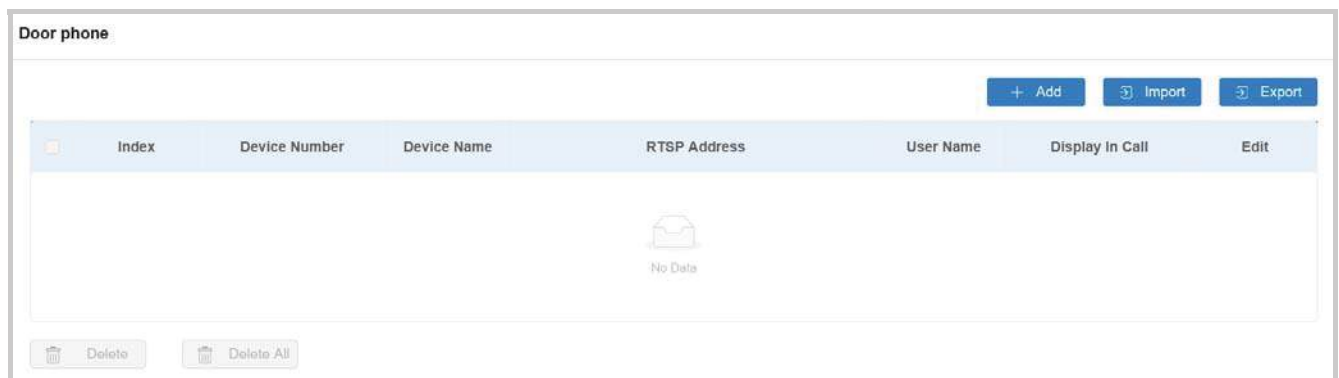 Door phone
+ Add Import Export
Index Device Number Device Name RTSP Address User Name Display In Call Edit
No Data
Delete Delete All